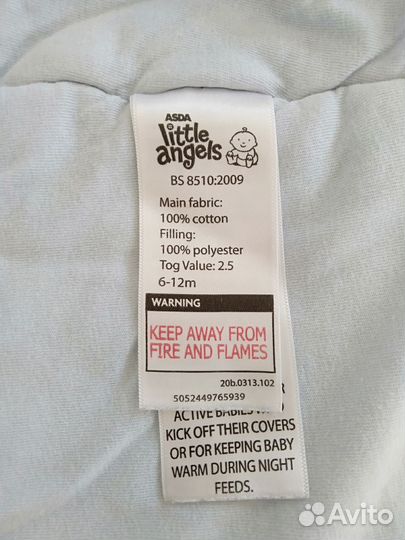 ASDA
little
angels
BS 8510:2009
Main fabric:
100% cotton
Filling:
100% polyester
Tog Value: 2.5
6-12m
WARNING
KEEP AWAY FROM
FIRE AND FLAMES
20b.0313.102
5052449765939
ACTIVE BABIES
KICK OFF THEIR COVERS
OR FOR KEEPING BABY
WARM DURING NIGHT
FEEDS.
Avito